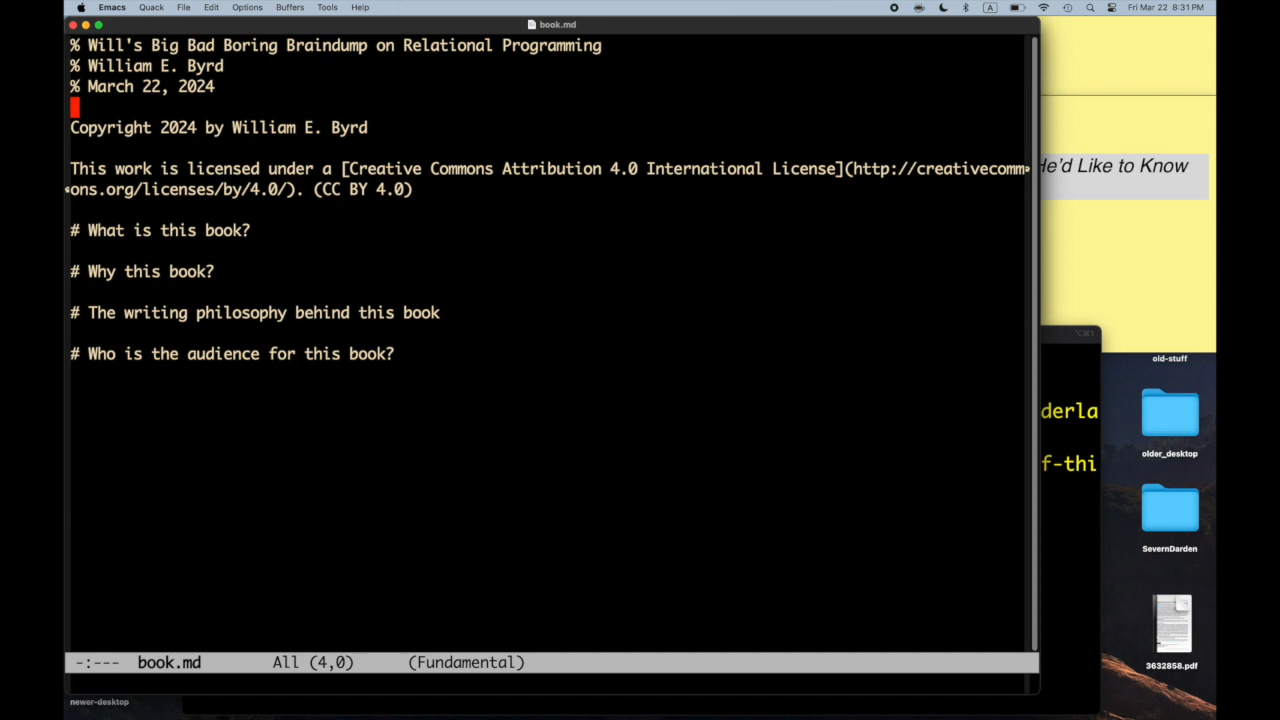 Emacs Quack File Edit Options Buffers Tools Help
A
Fri Mar 22 8:31 PM
book.md
% Will's Big Bad Boring Braindump on Relational Programming
% William E. Byrd
% March 22, 2024
Copyright 2024 by William E. Byrd
This work is licensed under a [Creative Commons Attribution 4.0 International License](http://creativecomm
ons.org/licenses/by/4.0/). (CC BY 4.0)
# What is this book?
# Why this book?
# The writing philosophy behind this book
# Who is the audience for this book?
-:--- book.md All (4,0) (Fundamental)
He'd Like to Know
⌥⌘1
derla
f-thi
old-stuff
older_desktop
SevernDarden
3632858.pdf
newer-desktop